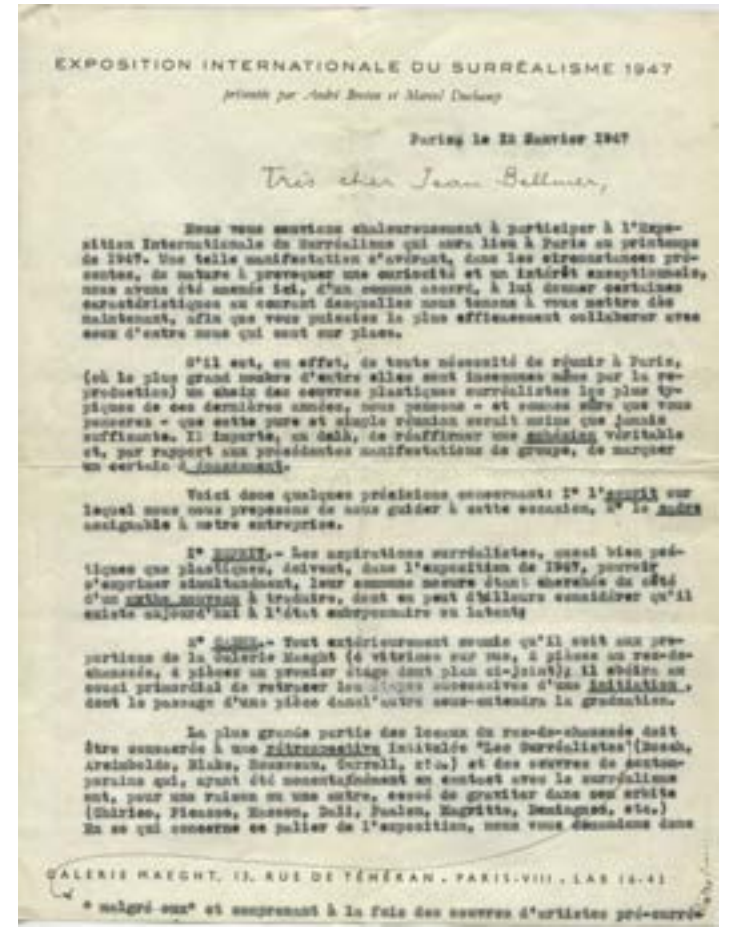 EXPOSITION INTERNATIONALE DU SURRÉALISME 1947
présentée par André Breton et Marcel Duchamp
Paris, le 12 Janvier 1947
Très cher Jean Bellmer,
Nous vous convions chaleureusement à participer à l'Expo-
sition Internationale du Surréalisme qui aura lieu à Paris au printemps
de 1947. Une telle manifestation s'avérant, dans les circonstances pré-
sentes, de nature à provoquer une curiosité et un intérêt exceptionnels,
nous avons été amenés ici, d'un commun accord, à lui donner certaines
caractéristiques au courant desquelles nous tenons à vous mettre dès
maintenant, afin que vous puissiez le plus efficacement collaborer avec
ceux d'entre nous qui sont sur place.
S'il est, en effet, de toute nécessité de réunir à Paris,
(où le plus grand nombre d'entre elles sont inconnues même par la re-
production) un choix des oeuvres plastiques surréalistes les plus ty-
piques de ces dernières années, nous pensons - et sommes sûrs que vous
penserez - que cette pure et simple réunion serait moins que jamais
suffisante. Il importe, au delà, de réaffirmer une cohésion véritable
et, par rapport aux précédentes manifestations de groupe, de marquer
un certain dépassement.
Voici donc quelques précisions concernant: 1° l'esprit sur
lequel nous nous proposons de nous guider à cette occasion, 2° le cadre
assignable à notre entreprise.
1° ESPRIT.- Les aspirations surréalistes, aussi bien poé-
tiques que plastiques, doivent, dans l'exposition de 1947, pouvoir
s'exprimer simultanément, leur commune mesure étant cherchée du côté
d'un mythe nouveau à traduire, dont on peut d'ailleurs considérer qu'il
existe aujourd'hui à l'état embryonnaire ou latent;
2° CADRE.- Tout extérieurement soumis qu'il soit aux pro-
portions de la Galerie Maeght (6 vitrines sur rue, 4 pièces au rez-de-
chaussée, 4 pièces au premier étage dont plan ci-joint); il obéira au
souci primordial de retracer les étapes successives d'une initiation,
dont le passage d'une pièce dans l'autre sous-entendra la graduation.
La plus grande partie des locaux du rez-de-chaussée doit
être consacrée à une rétrospective intitulée "Les Surréalistes" (Bosch,
Arcimboldo, Blake, Rousseau, Carroll, etc.) et des oeuvres de contem-
porains qui, ayant été momentanément en contact avec le surréalisme
ont, pour une raison ou une autre, cessé de graviter dans son orbite
(Chirico, Picasso, Masson, Dali, Paalen, Magritte, Dominguez, etc.)
En ce qui concerne ce palier de l'exposition, nous vous demandons donc
GALERIE MAEGHT, 13, RUE DE TÉHÉRAN - PARIS-VIII - LAB 16-43
" malgré eux" et comprenant à la fois des oeuvres d'artistes pré-surré-